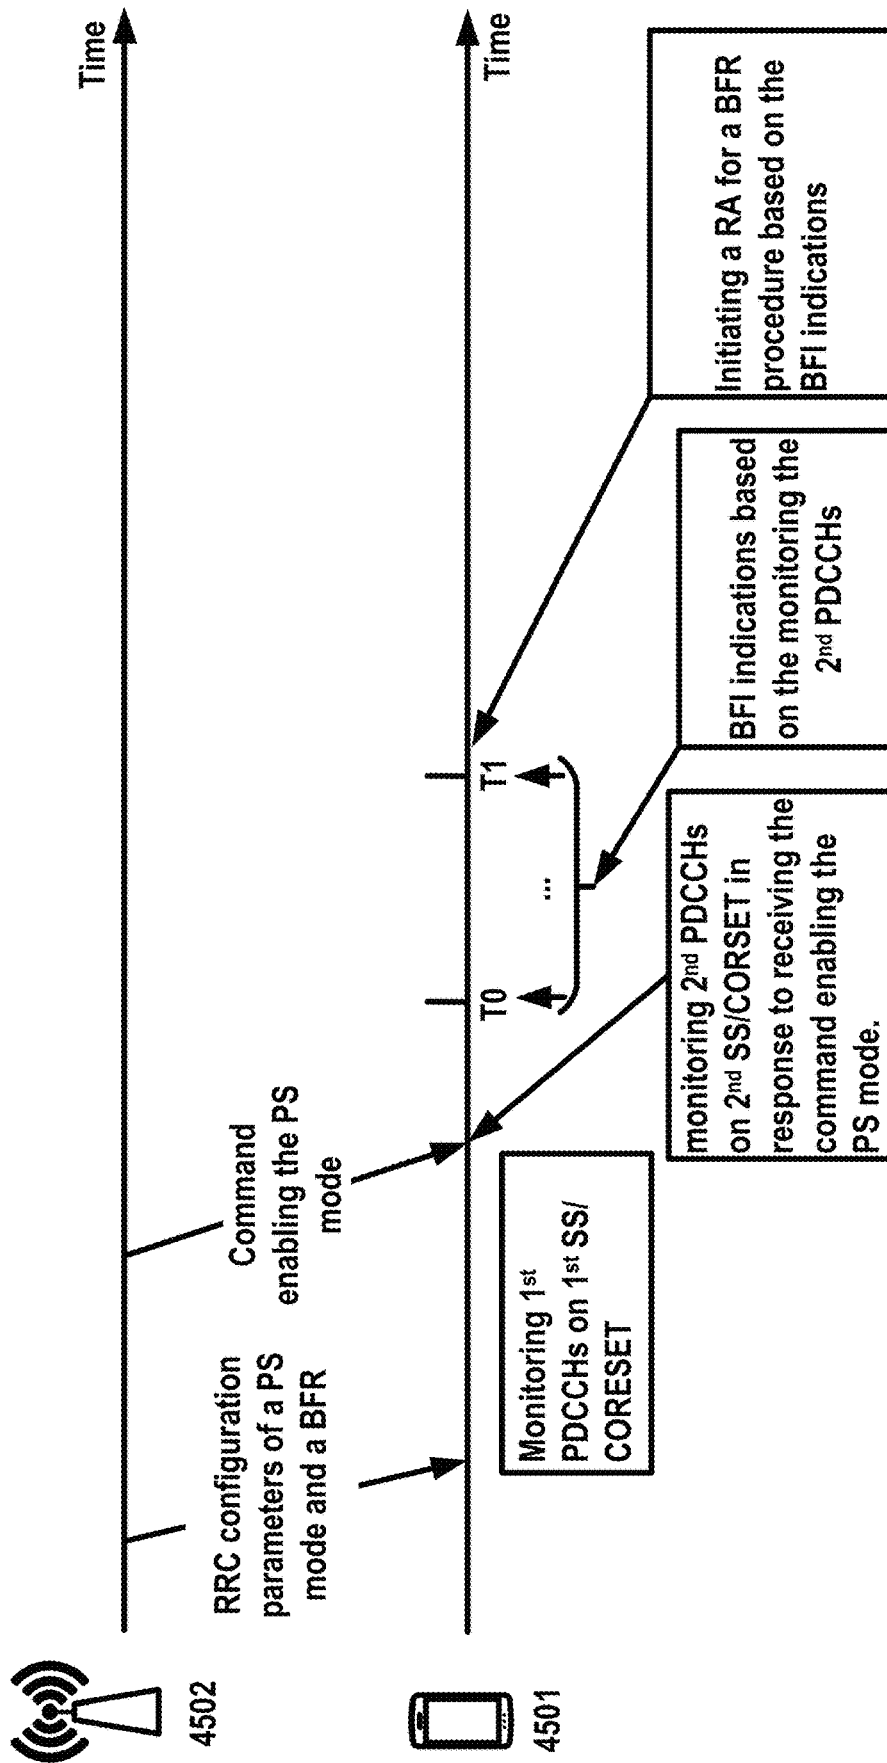 4502
Time
RRC configuration
parameters of a PS
mode and a BFR
Command
enabling the PS
mode
4501
Time
T0
...
T1
Monitoring 1st
PDCCHs on 1st SS/
CORESET
monitoring 2nd PDCCHs
on 2nd SS/CORSET in
response to receiving the
command enabling the
PS mode.
BFI indications based
on the monitoring the
2nd PDCCHs
Initiating a RA for a BFR
procedure based on the
BFI indications